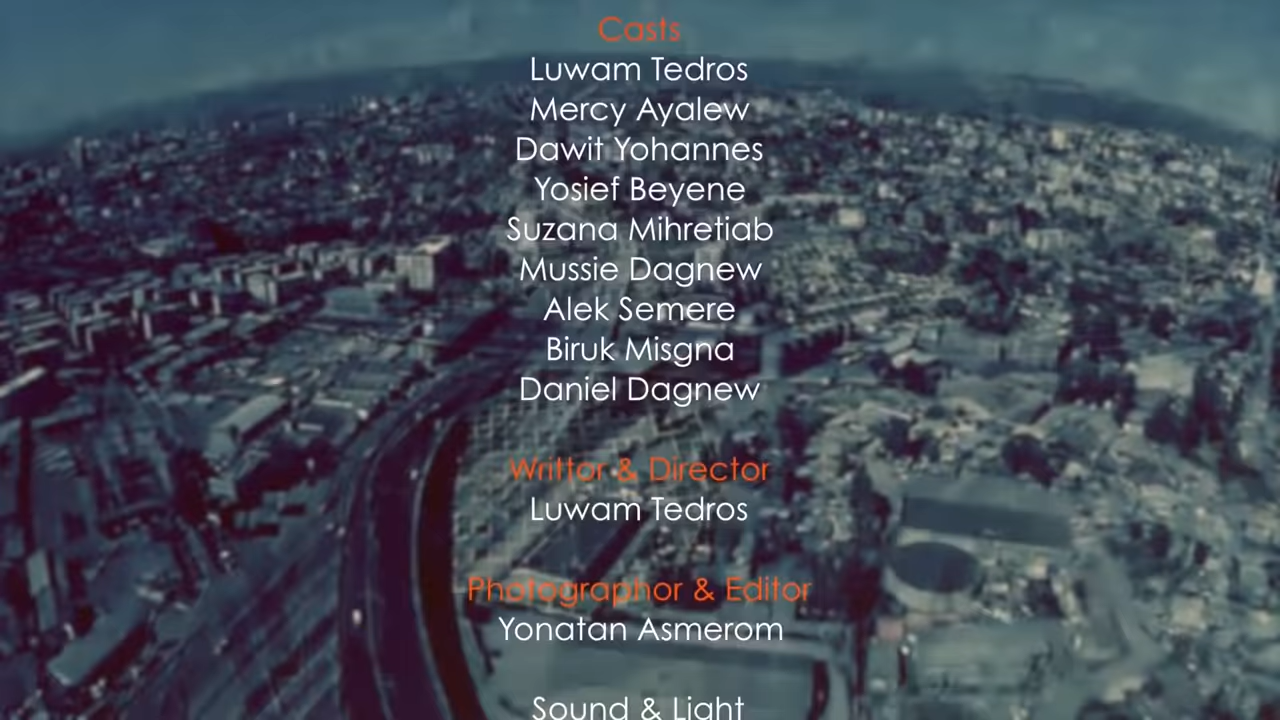 Casts
Luwam Tedros
Mercy Ayalew
Dawit Yohannes
Yosief Beyene
Suzana Mihretiab
Mussie Dagnew
Alek Semere
Biruk Misgna
Daniel Dagnew
Writtor & Director
Luwam Tedros
Photographor & Editor
Yonatan Asmerom
Sound & Light